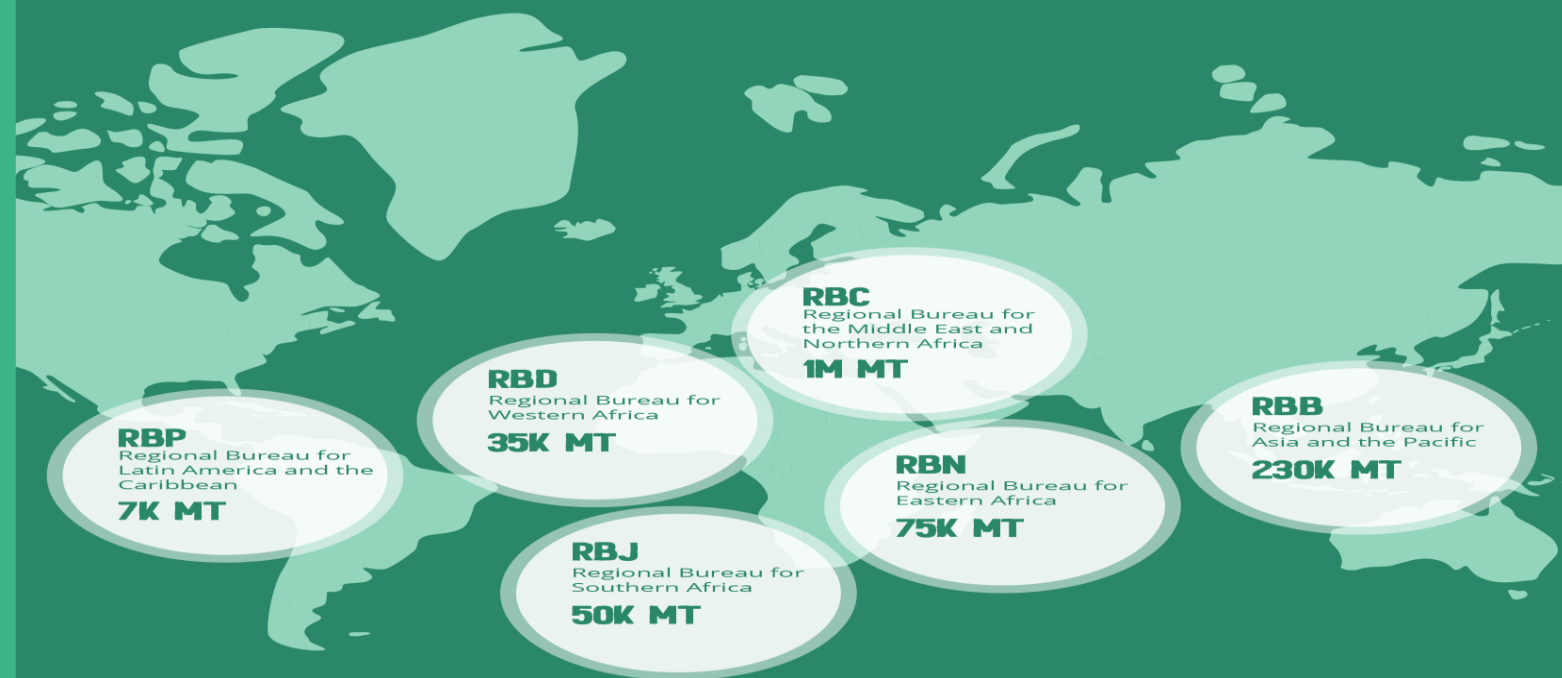 RBC
Regional Bureau for
the Middle East and
Northern Africa
1M MT
RBD
Regional Bureau for
Western Africa
35K MT
RBB
Regional Bureau for
Asia and the Pacific
230K MT
RBP
Regional Bureau for
Latin America and the
Caribbean
7K MT
RBN
Regional Bureau for
Eastern Africa
75K MT
RBJ
Regional Bureau for
Southern Africa
50K MT